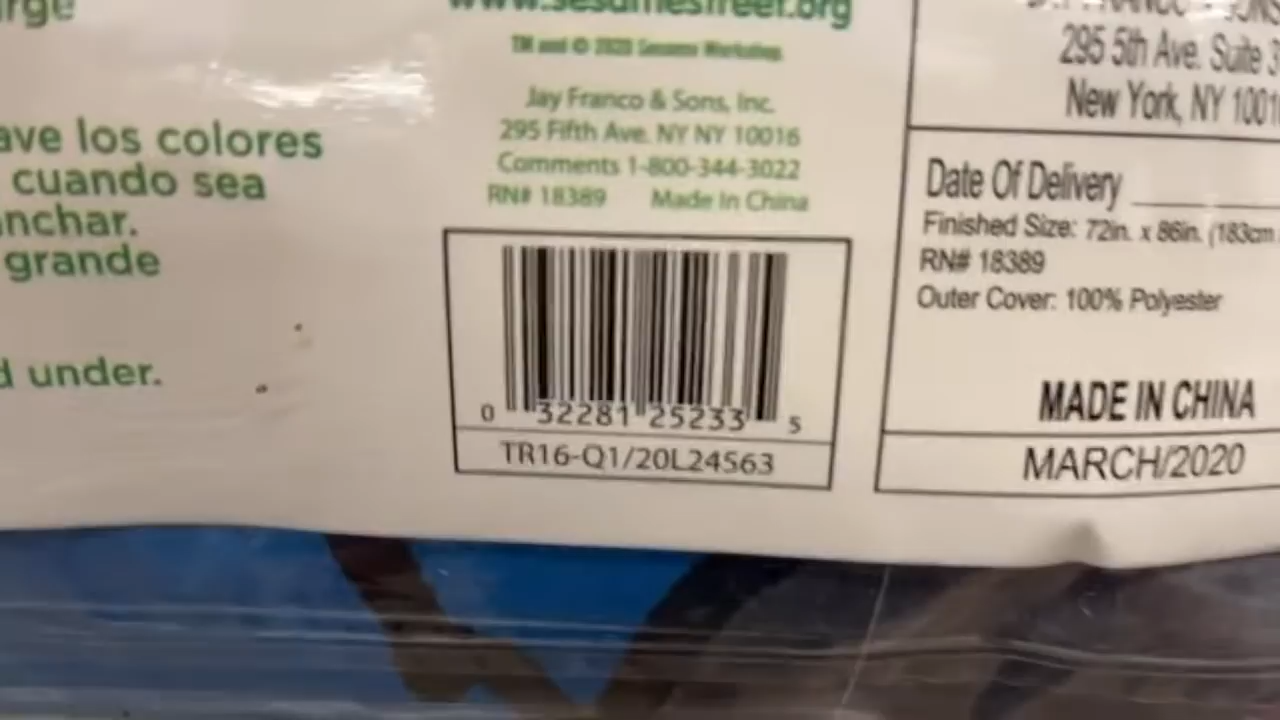 arge
ave los colores
cuando sea
anchar.
grande
d under.
www.sesamestreet.org
TM and © 2020 Sesame Workshop.
Jay Franco & Sons, Inc.
295 Fifth Ave. NY NY 10016
Comments 1-800-344-3022
RN# 18389 Made In China
0 32281 25233 5
TR16-Q1/20L24563
295 5th Ave. Suite 3
New York, NY 1001
Date Of Delivery
Finished Size: 72in. x 86in. (183cm
RN# 18389
Outer Cover: 100% Polyester
MADE IN CHINA
MARCH/2020